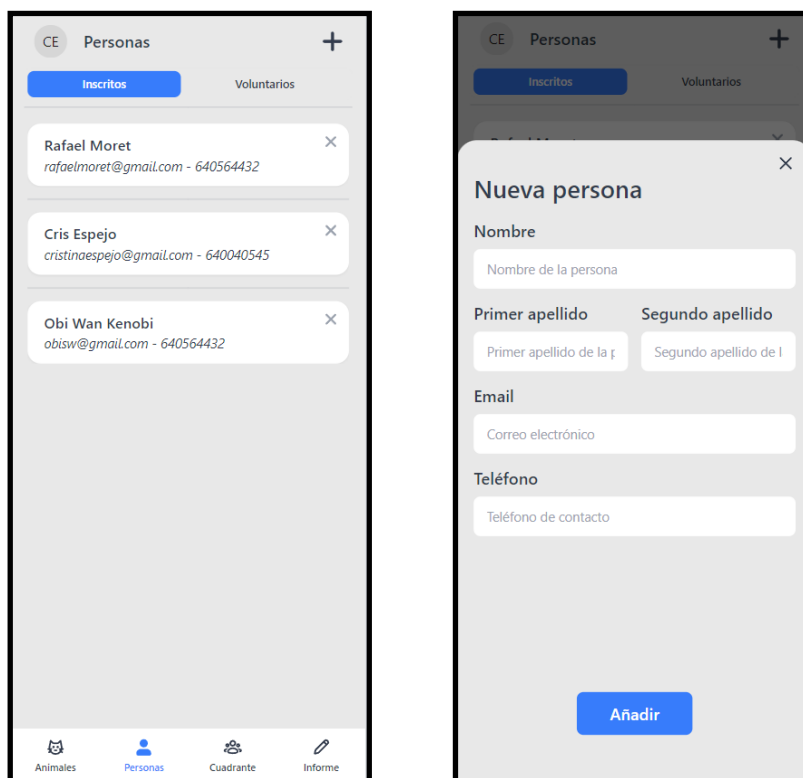 CE Personas
Inscritos Voluntarios
Rafael Moret
rafaelmoret@gmail.com - 640564432
Cris Espejo
cristinaespejo@gmail.com - 640040545
Obi Wan Kenobi
obisw@gmail.com - 640564432
Animales Personas Cuadrante Informe
CE Personas
Inscritos Voluntarios
Nueva persona
Nombre
Nombre de la persona
Primer apellido Segundo apellido
Primer apellido de la Segundo apellido de
Email
Correo electrónico
Teléfono
Teléfono de contacto
Añadir